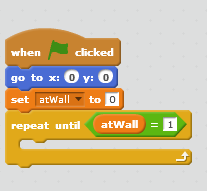 when clicked
go to x: 0 y: 0
set atWall to 0
repeat until atWall = 1